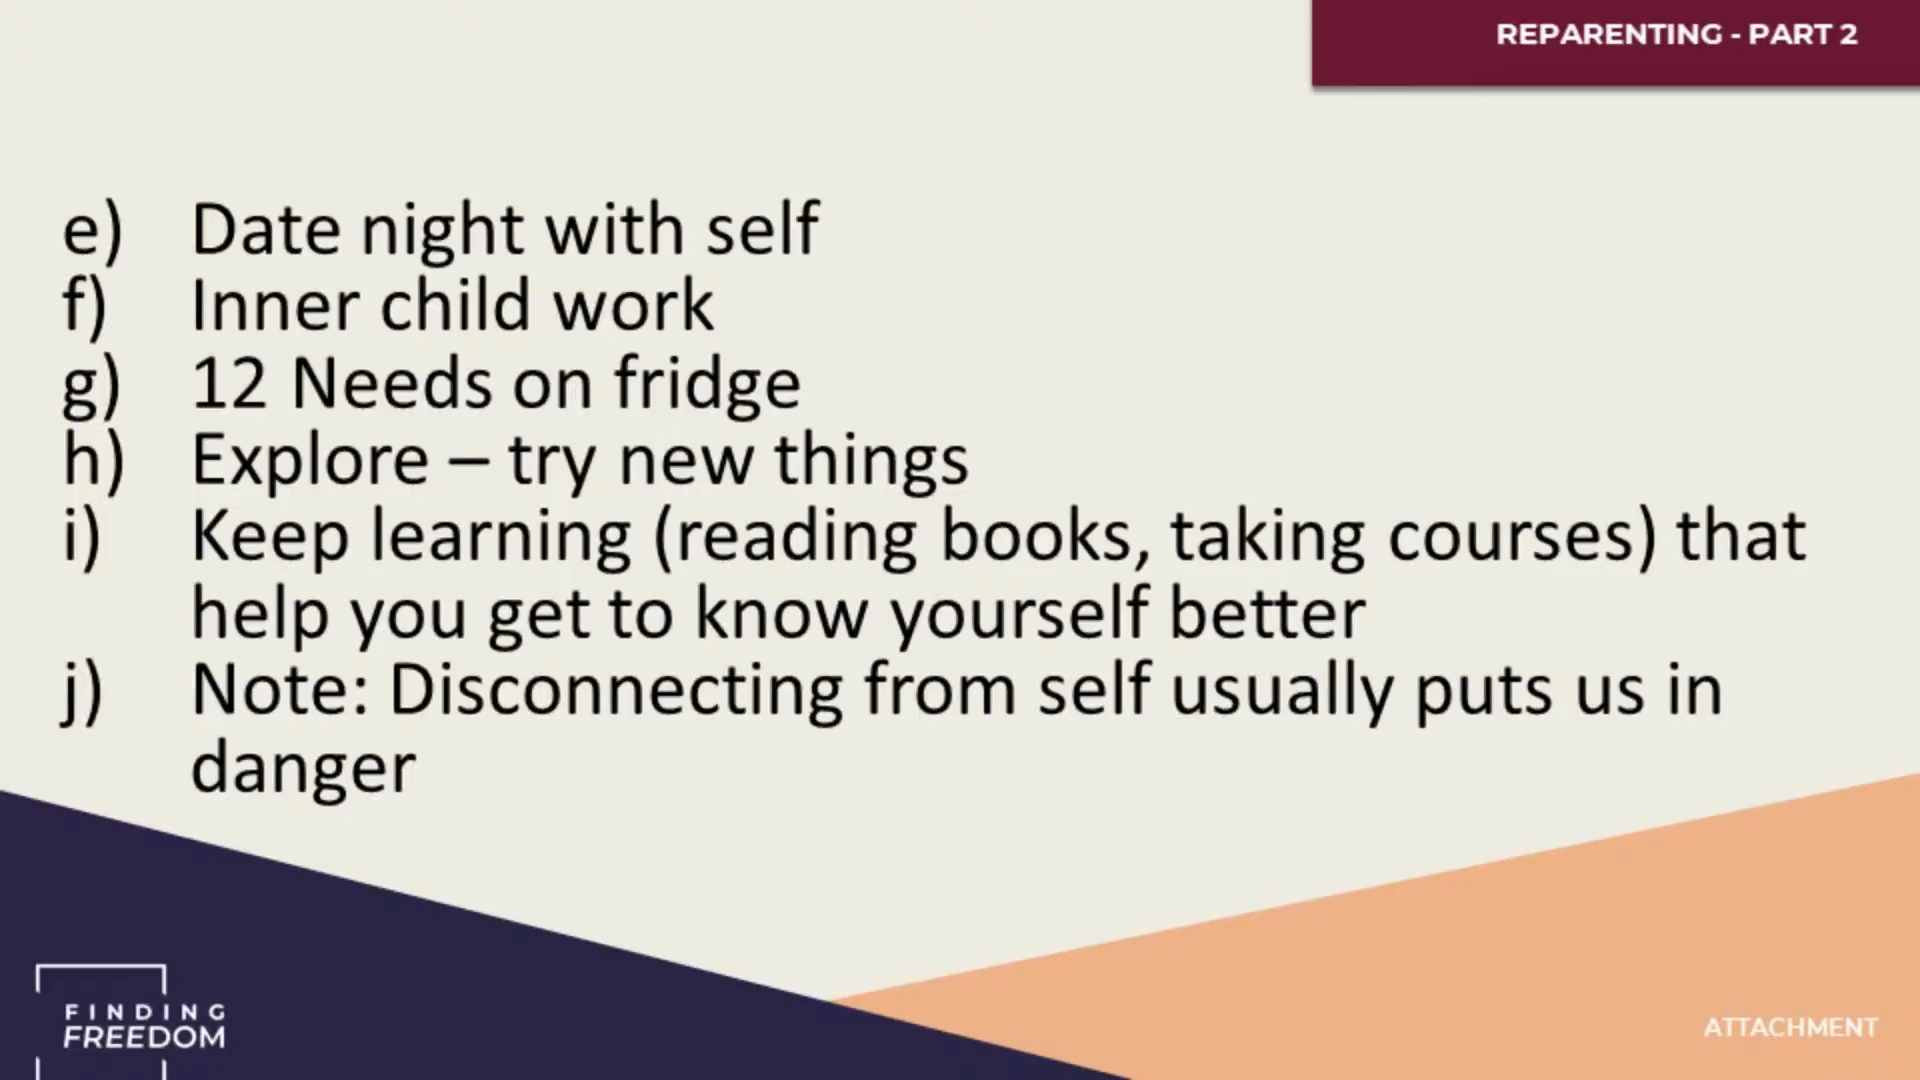 REPARENTING - PART 2
e) Date night with self
f) Inner child work
g) 12 Needs on fridge
h) Explore – try new things
i) Keep learning (reading books, taking courses) that
help you get to know yourself better
j) Note: Disconnecting from self usually puts us in
danger
FINDING
FREEDOM
ATTACHMENT